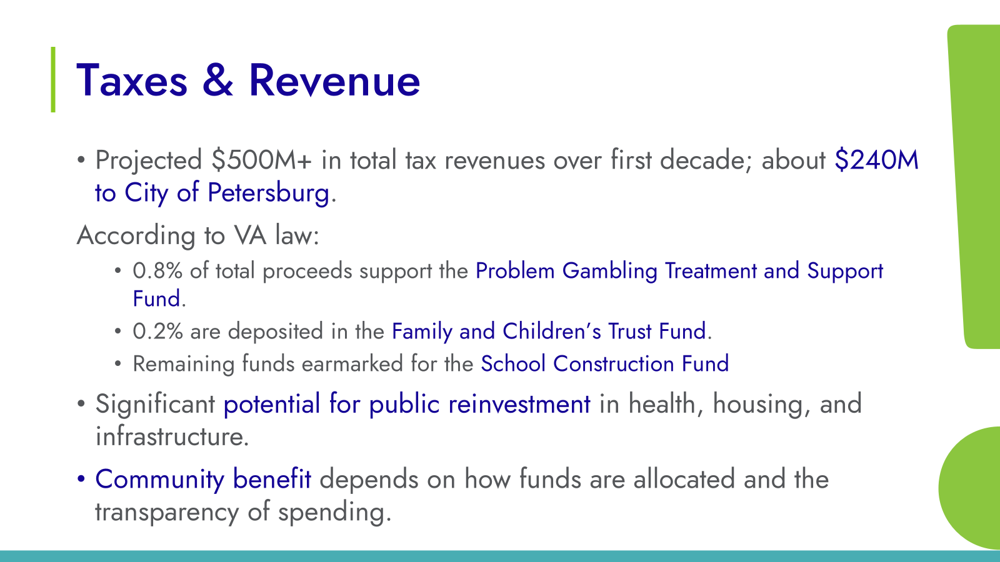 Taxes & Revenue
• Projected $500M+ in total tax revenues over first decade; about $240M
to City of Petersburg.
According to VA law:
• 0.8% of total proceeds support the Problem Gambling Treatment and Support
Fund.
• 0.2% are deposited in the Family and Children’s Trust Fund.
• Remaining funds earmarked for the School Construction Fund
• Significant potential for public reinvestment in health, housing, and
infrastructure.
• Community benefit depends on how funds are allocated and the
transparency of spending.